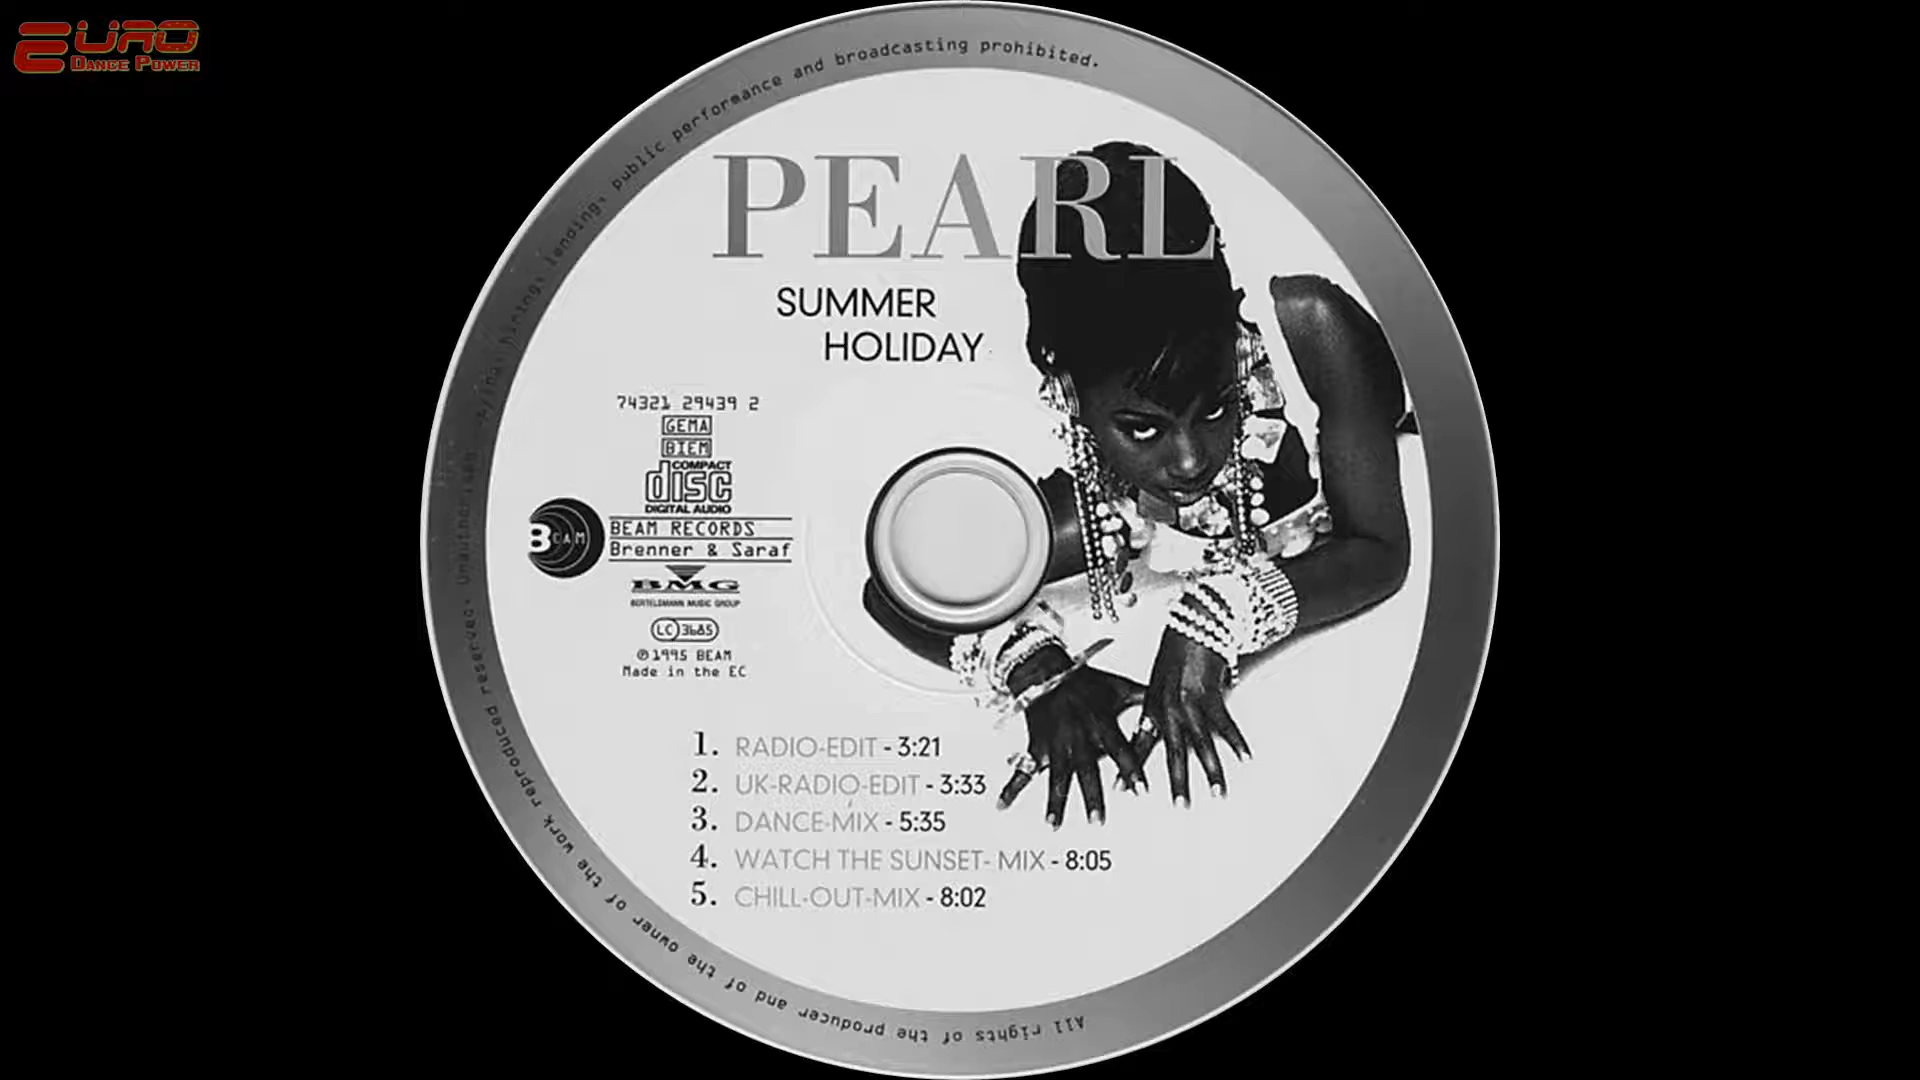 EURO
DANCE POWER
All rights of the producer and of the owner of the work reproduced reserved. Unauthorised copying, hiring, lending, public performance and broadcasting prohibited.
PEARL
SUMMER
HOLIDAY
74321 29439 2
GEMA
BIEM
COMPACT
disc
DIGITAL AUDIO
BEAM
BEAM RECORDS
Brenner & Saraf
BMG
BERTELSMANN MUSIC GROUP
LC 3685
℗ 1995 BEAM
Made in the EC
1. RADIO-EDIT - 3:21
2. UK-RADIO-EDIT - 3:33
3. DANCE-MIX - 5:35
4. WATCH THE SUNSET- MIX - 8:05
5. CHILL-OUT-MIX - 8:02